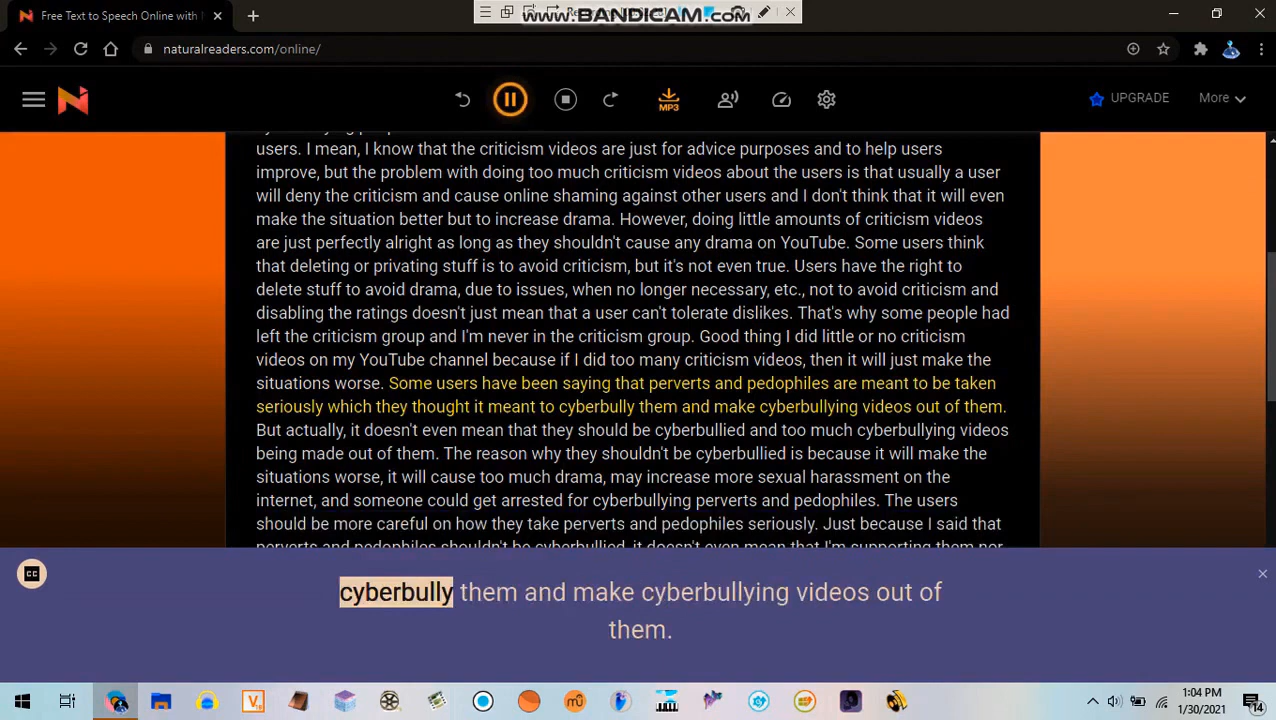 Free Text to Speech Online with
www.BANDICAM.com
naturalreaders.com/online/
MP3
UPGRADE
More
users. I mean, I know that the criticism videos are just for advice purposes and to help users
improve, but the problem with doing too much criticism videos about the users is that usually a user
will deny the criticism and cause online shaming against other users and I don't think that it will even
make the situation better but to increase drama. However, doing little amounts of criticism videos
are just perfectly alright as long as they shouldn't cause any drama on YouTube. Some users think
that deleting or privating stuff is to avoid criticism, but it's not even true. Users have the right to
delete stuff to avoid drama, due to issues, when no longer necessary, etc., not to avoid criticism and
disabling the ratings doesn't just mean that a user can't tolerate dislikes. That's why some people had
left the criticism group and I'm never in the criticism group. Good thing I did little or no criticism
videos on my YouTube channel because if I did too many criticism videos, then it will just make the
situations worse. Some users have been saying that perverts and pedophiles are meant to be taken
seriously which they thought it meant to cyberbully them and make cyberbullying videos out of them.
But actually, it doesn't even mean that they should be cyberbullied and too much cyberbullying videos
being made out of them. The reason why they shouldn't be cyberbullied is because it will make the
situations worse, it will cause too much drama, may increase more sexual harassment on the
internet, and someone could get arrested for cyberbullying perverts and pedophiles. The users
should be more careful on how they take perverts and pedophiles seriously. Just because I said that
perverts and pedophiles shouldn't be cyberbullied, it doesn't even mean that I'm supporting them nor
CC
cyberbully them and make cyberbullying videos out of
them.
1:04 PM
1/30/2021
14